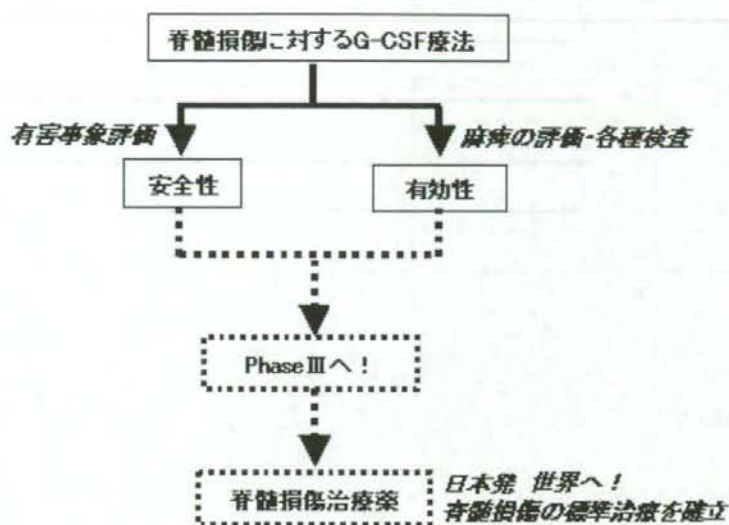 脊髄損傷に対するG-CSF療法
有害事象評価
麻痺の評価・各種検査
安全性
有効性
PhaseⅢへ！
脊髄損傷治療薬
日本発 世界へ！
脊髄損傷の標準治療を確立